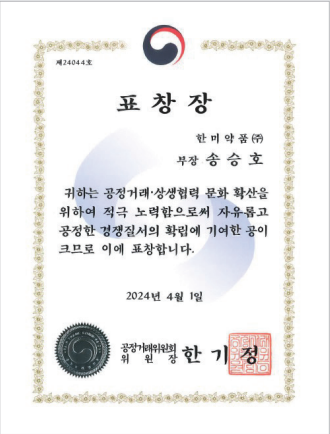 제24044호
표창장
한미약품㈜
부장 송승호
귀하는 공정거래·상생협력 문화 확산을
위하여 적극 노력함으로써 자유롭고
공정한 경쟁질서의 확립에 기여한 공이
크므로 이에 표창합니다.
2024년 4월 1일
공정거래위원회
위원장 한기정